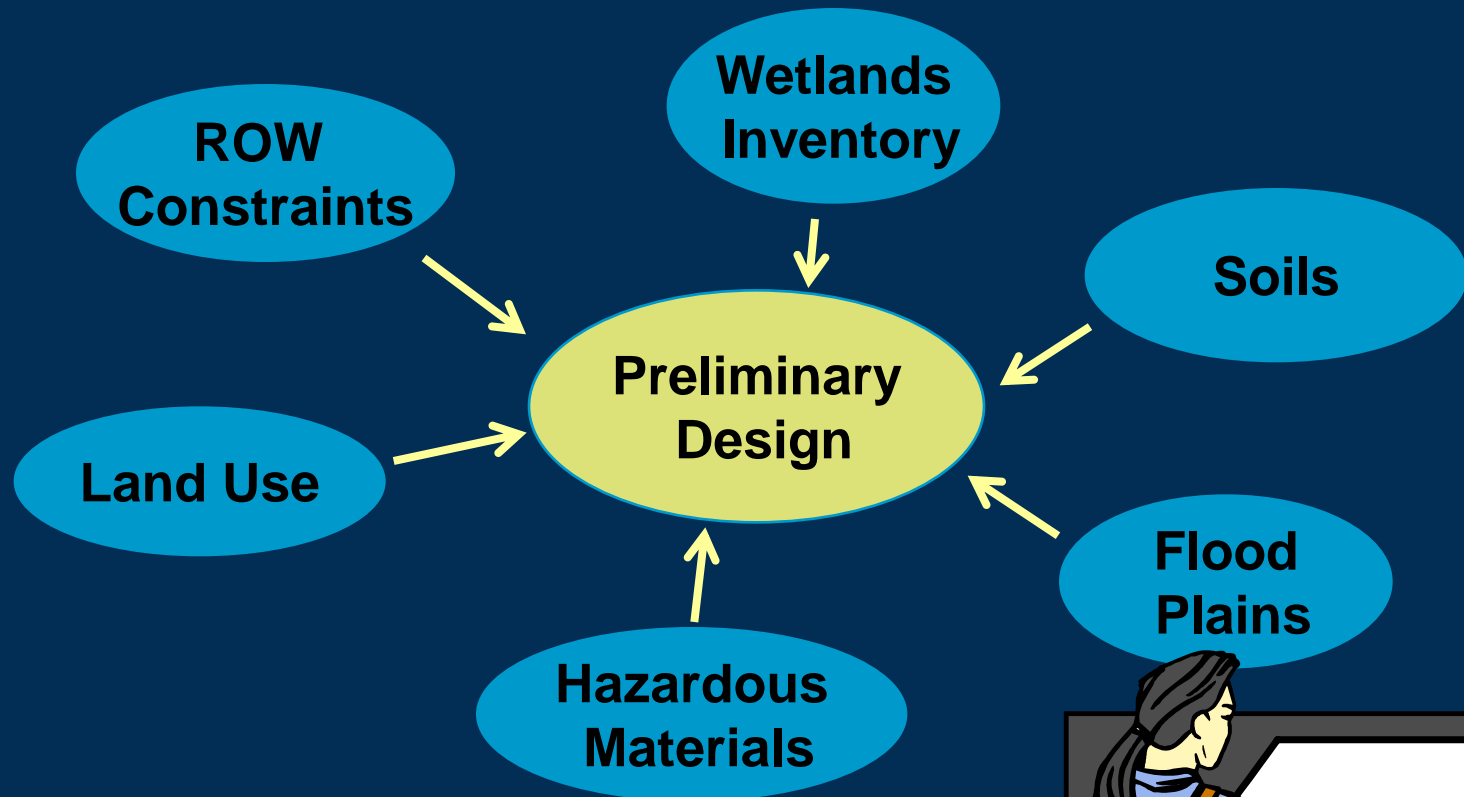 Wetlands
Inventory
ROW
Constraints
Soils
Preliminary
Design
Land Use
Flood
Plains
Hazardous
Materials